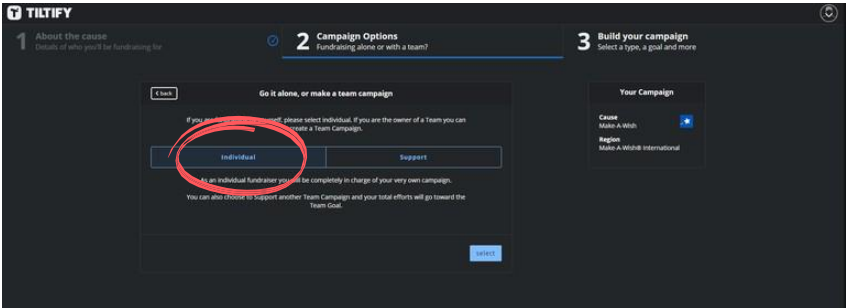 TILTIFY
1 About the cause
Details of who you'll be fundraising for
2 Campaign Options
Fundraising alone or with a team?
3 Build your campaign
Select a type, a goal and more
< back
Go it alone, or make a team campaign
If you are please select individual. If you are the owner of a Team you can
create a Team Campaign.
Individual
Support
As an individual fundraiser you will be completely in charge of your very own campaign.
You can also choose to Support another Team Campaign and your total efforts will go toward the
Team Goal.
select
Your Campaign
Cause
Make-A-Wish
Region
Make-A-Wish® International